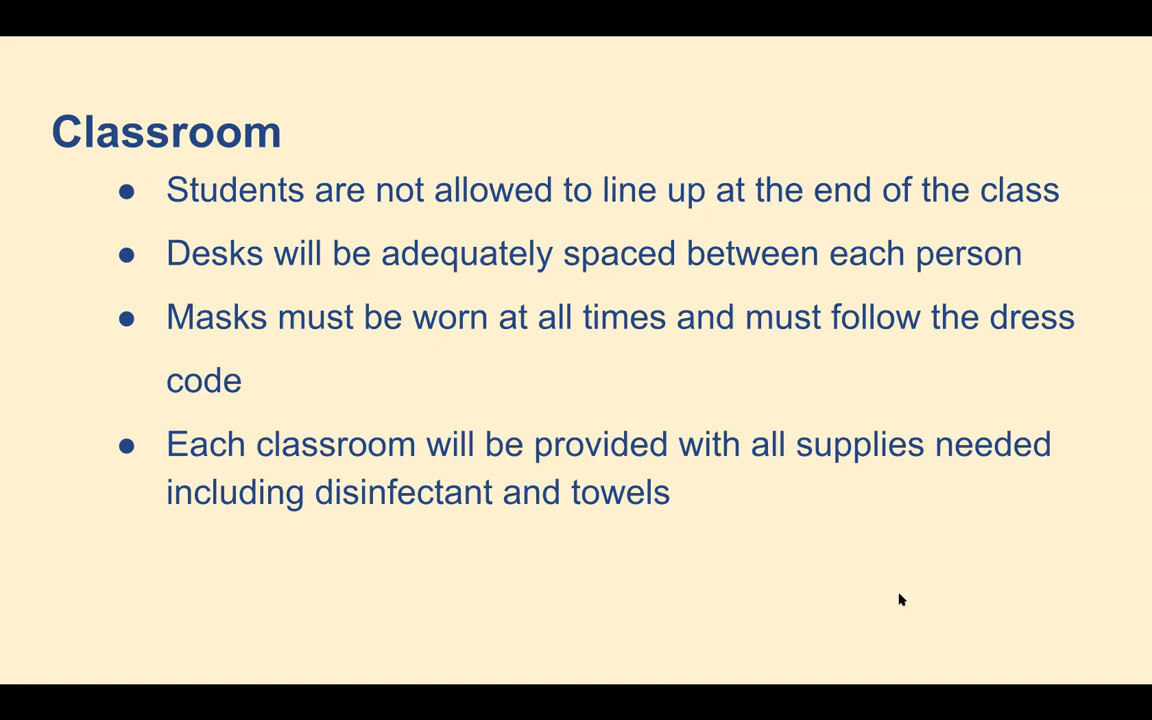 Classroom
● Students are not allowed to line up at the end of the class
● Desks will be adequately spaced between each person
● Masks must be worn at all times and must follow the dress
code
● Each classroom will be provided with all supplies needed
including disinfectant and towels